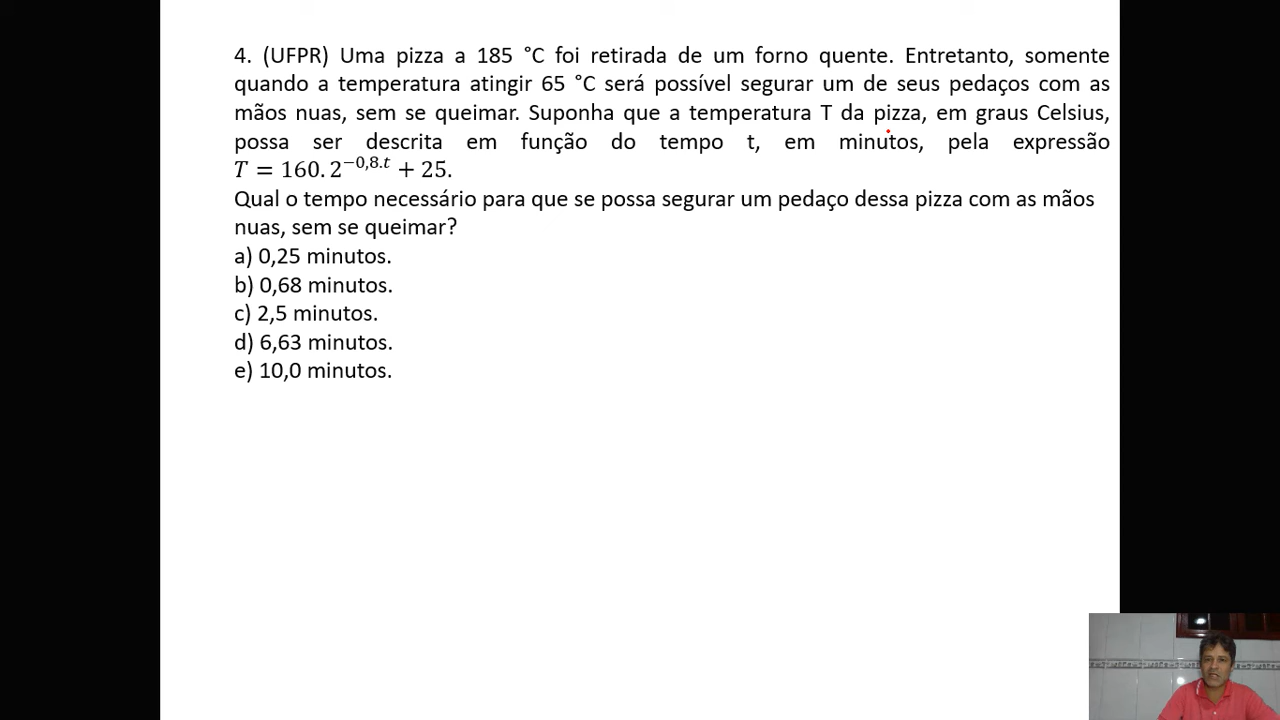 4. (UFPR) Uma pizza a 185 °C foi retirada de um forno quente. Entretanto, somente
quando a temperatura atingir 65 °C será possível segurar um de seus pedaços com as
mãos nuas, sem se queimar. Suponha que a temperatura T da pizza, em graus Celsius,
possa ser descrita em função do tempo t, em minutos, pela expressão
𝑇 = 160. 2^{−0,8.𝑡} + 25.
Qual o tempo necessário para que se possa segurar um pedaço dessa pizza com as mãos
nuas, sem se queimar?
a) 0,25 minutos.
b) 0,68 minutos.
c) 2,5 minutos.
d) 6,63 minutos.
e) 10,0 minutos.